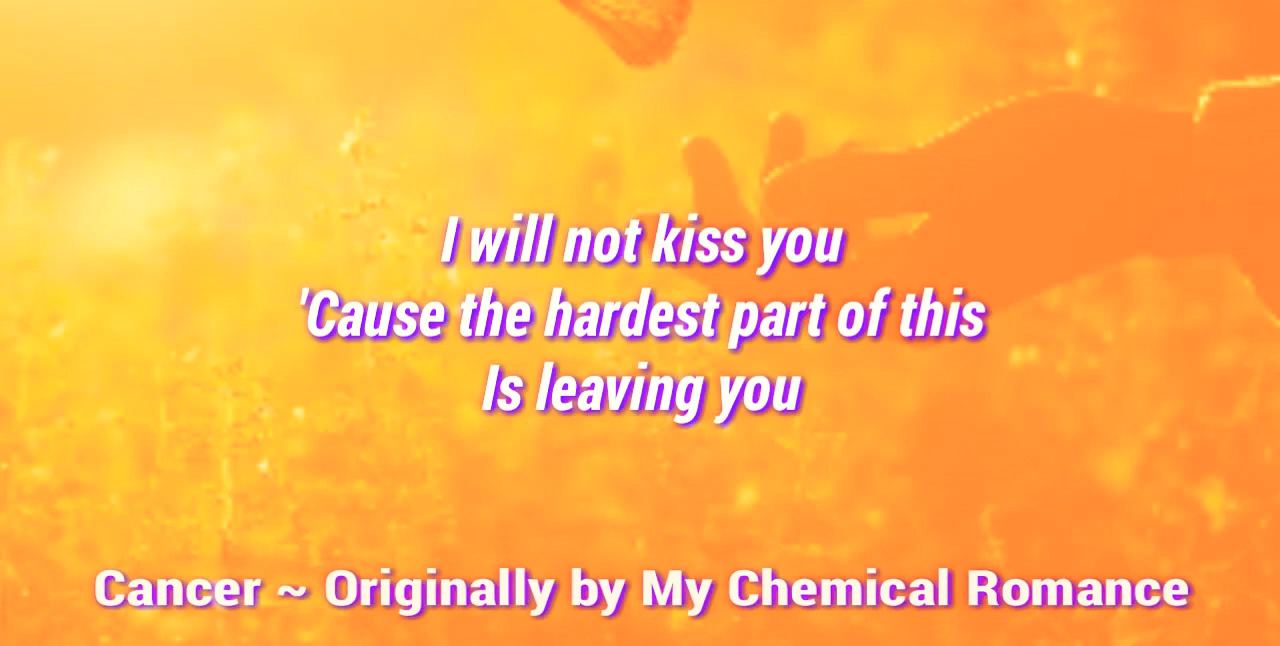 I will not kiss you
'Cause the hardest part of this
Is leaving you
Cancer ~ Originally by My Chemical Romance